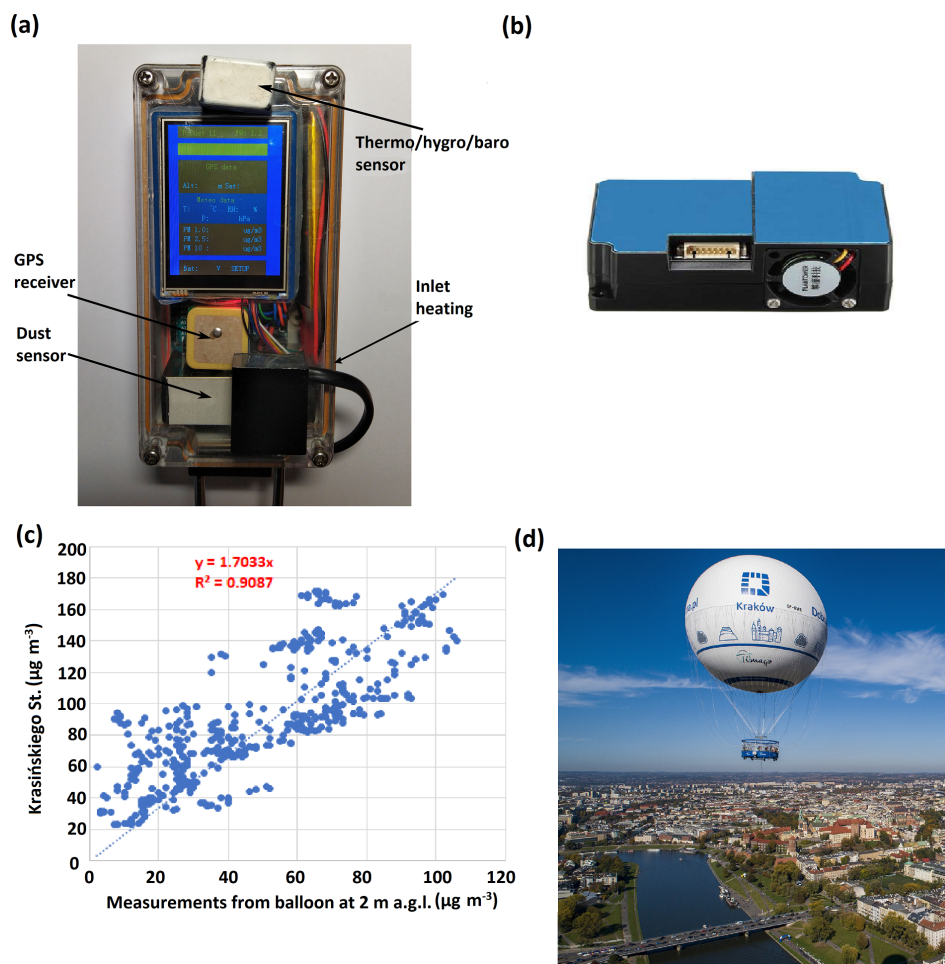 (a)
Thermo/hygro/baro
sensor
GPS data
Alt: m Sat:
Meteo data
T: °C RH: %
P: hPa
PM 1.0: ug/m3
PM 2.5: ug/m3
PM 10 : ug/m3
Bat: V SETUP
GPS
receiver
Dust
sensor
Inlet
heating
(b)
PLANTOWER
(c)
y = 1.7033x
R² = 0.9087
200
180
160
140
120
100
80
60
40
20
0
0 20 40 60 80 100 120
Krasińskiego St. (µg m⁻³)
Measurements from balloon at 2 m a.g.l. (µg m⁻³)
(d)
Kraków